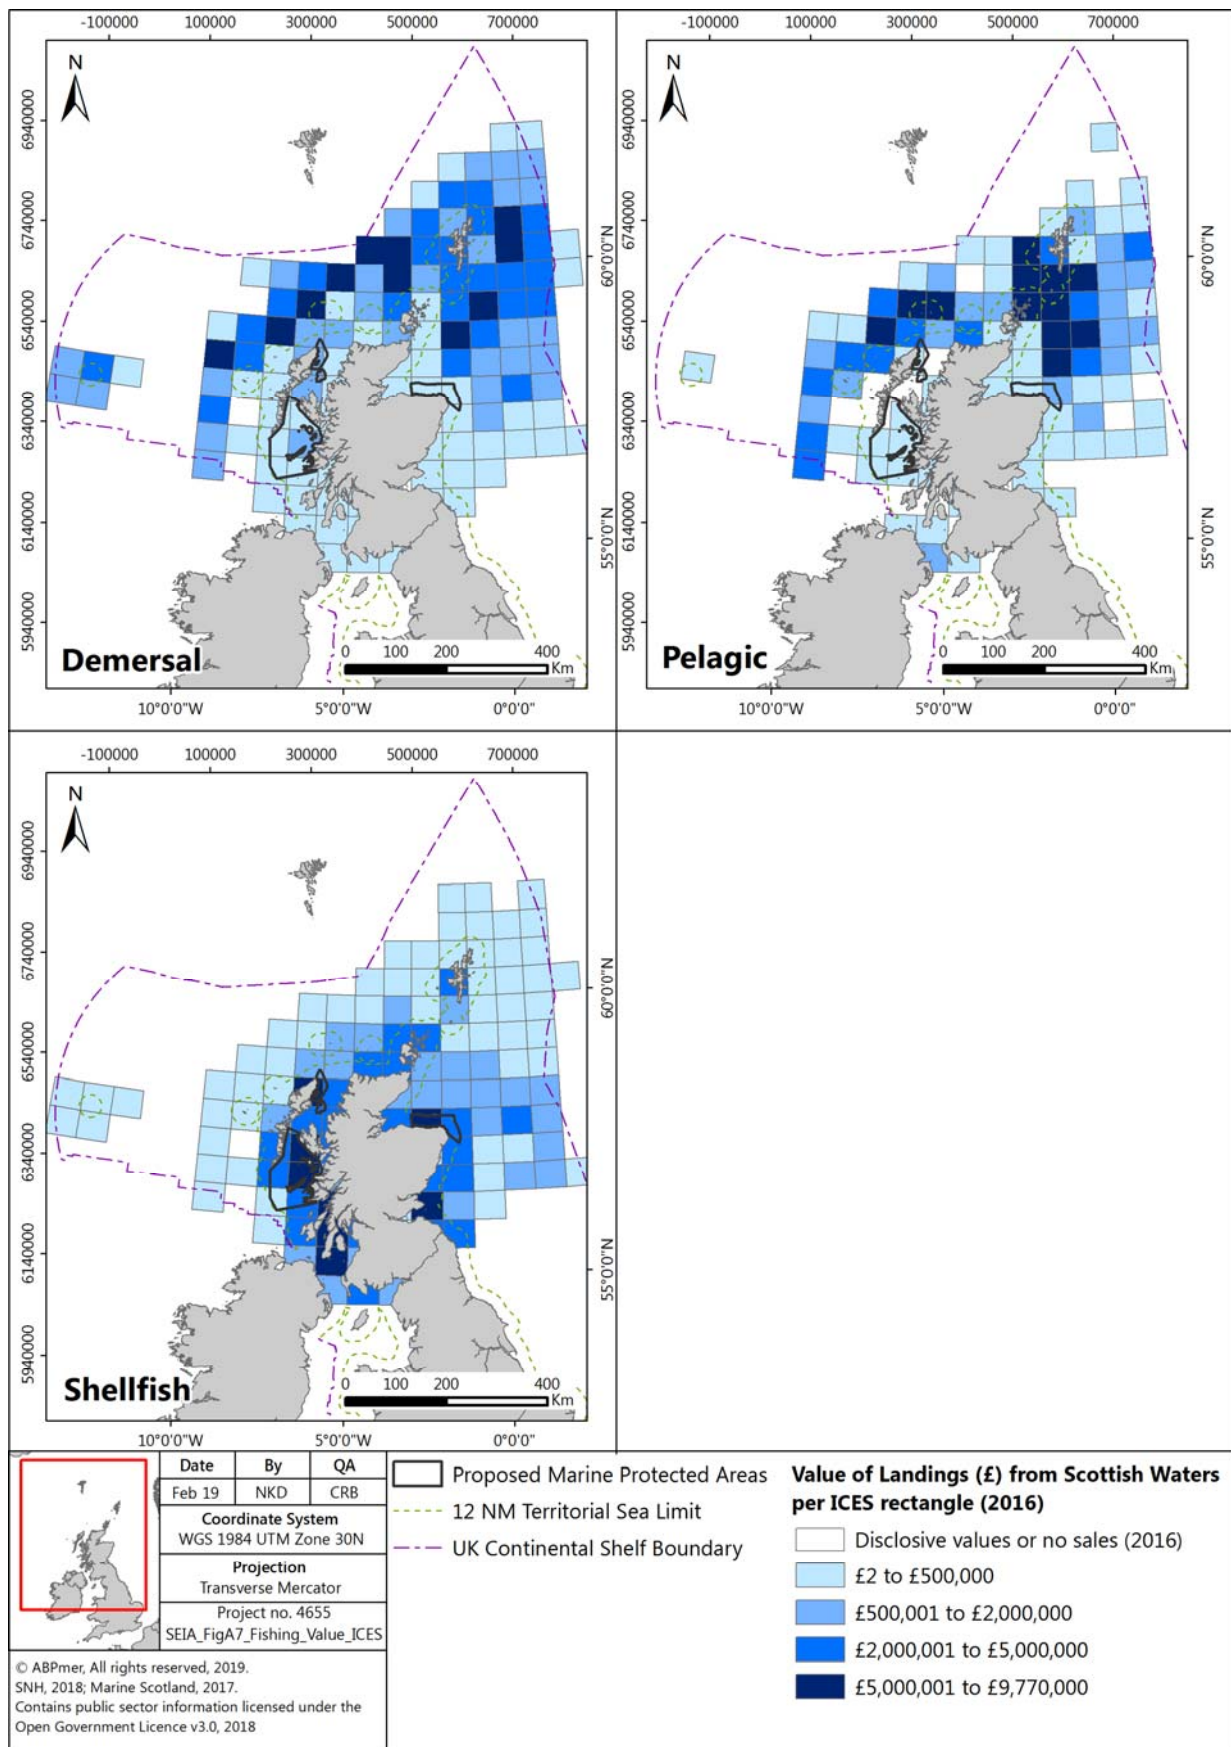 -100000 100000 300000 500000 700000
-100000 100000 300000 500000 700000
N
N
6940000
6940000
6740000
6740000
60°0'0"N
60°0'0"N
6540000
6540000
6340000
6340000
6140000
6140000
55°0'0"N
55°0'0"N
5940000
5940000
Demersal
0 100 200 400
Km
Pelagic
0 100 200 400
Km
10°0'0"W 5°0'0"W 0°0'0"
10°0'0"W 5°0'0"W 0°0'0"
-100000 100000 300000 500000 700000
N
6940000
6740000
60°0'0"N
6540000
6340000
6140000
55°0'0"N
5940000
Shellfish
0 100 200 400
Km
10°0'0"W 5°0'0"W 0°0'0"
Date By QA
Feb 19 NKD CRB
Coordinate System
WGS 1984 UTM Zone 30N
Projection
Transverse Mercator
Project no. 4655
SEIA_FigA7_Fishing_Value_ICES
© ABPmer, All rights reserved, 2019.
SNH, 2018; Marine Scotland, 2017.
Contains public sector information licensed under the
Open Government Licence v3.0, 2018
Proposed Marine Protected Areas
12 NM Territorial Sea Limit
UK Continental Shelf Boundary
Value of Landings (£) from Scottish Waters
per ICES rectangle (2016)
Disclosive values or no sales (2016)
£2 to £500,000
£500,001 to £2,000,000
£2,000,001 to £5,000,000
£5,000,001 to £9,770,000